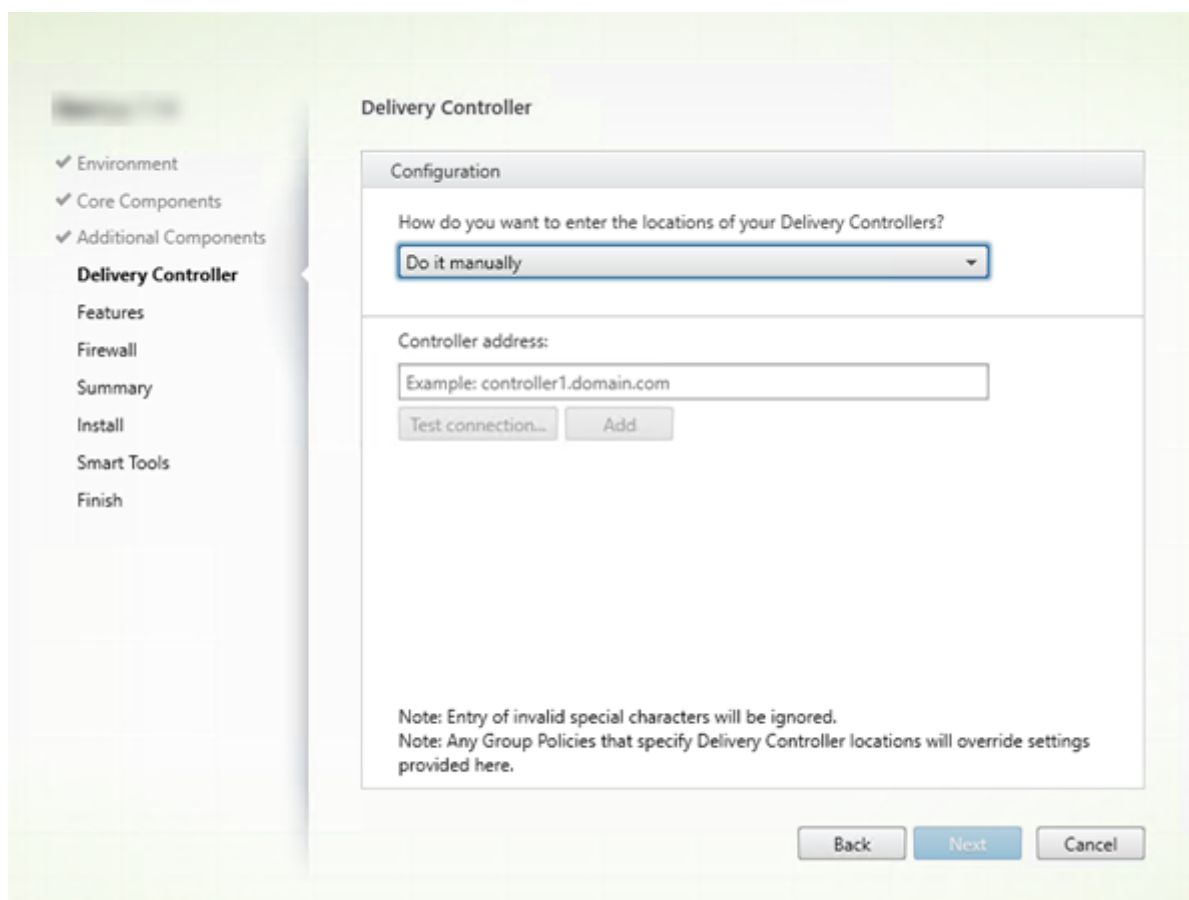 Delivery Controller
Environment
Core Components
Additional Components
Delivery Controller
Features
Firewall
Summary
Install
Smart Tools
Finish
Configuration
How do you want to enter the locations of your Delivery Controllers?
Do it manually
Controller address:
Example: controller1.domain.com
Test connection...
Add
Note: Entry of invalid special characters will be ignored.
Note: Any Group Policies that specify Delivery Controller locations will override settings
provided here.
Back
Next
Cancel